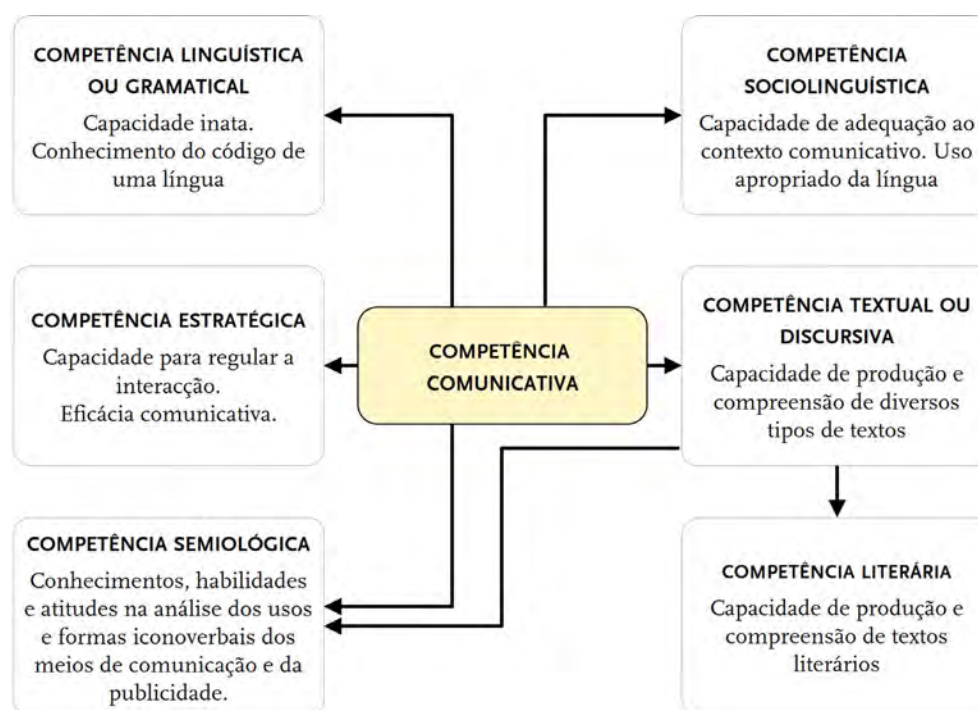 COMPETÊNCIA LINGUÍSTICA
OU GRAMATICAL
Capacidade inata.
Conhecimento do código de
uma língua
COMPETÊNCIA
SOCIOLINGUÍSTICA
Capacidade de adequação ao
contexto comunicativo. Uso
apropriado da língua
COMPETÊNCIA ESTRATÉGICA
Capacidade para regular a
interacção.
Eficácia comunicativa.
COMPETÊNCIA
COMUNICATIVA
COMPETÊNCIA TEXTUAL OU
DISCURSIVA
Capacidade de produção e
compreensão de diversos
tipos de textos
COMPETÊNCIA SEMIOLÓGICA
Conhecimentos, habilidades
e atitudes na análise dos usos
e formas iconoverbais dos
meios de comunicação e da
publicidade.
COMPETÊNCIA LITERÁRIA
Capacidade de produção e
compreensão de textos
literários